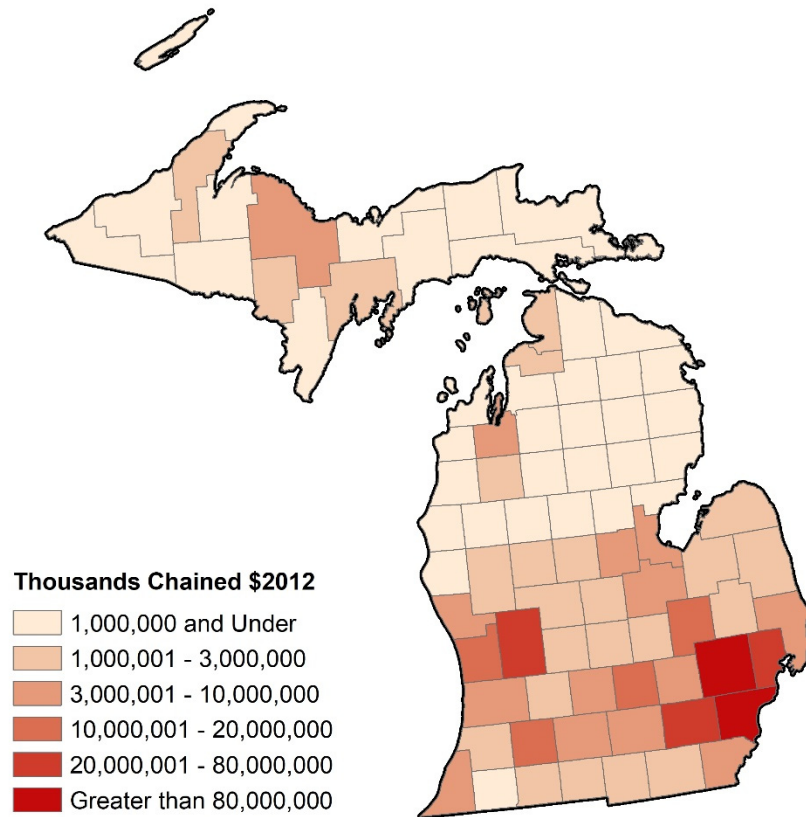 Thousands Chained $2012
1,000,000 and Under
1,000,001 - 3,000,000
3,000,001 - 10,000,000
10,000,001 - 20,000,000
20,000,001 - 80,000,000
Greater than 80,000,000